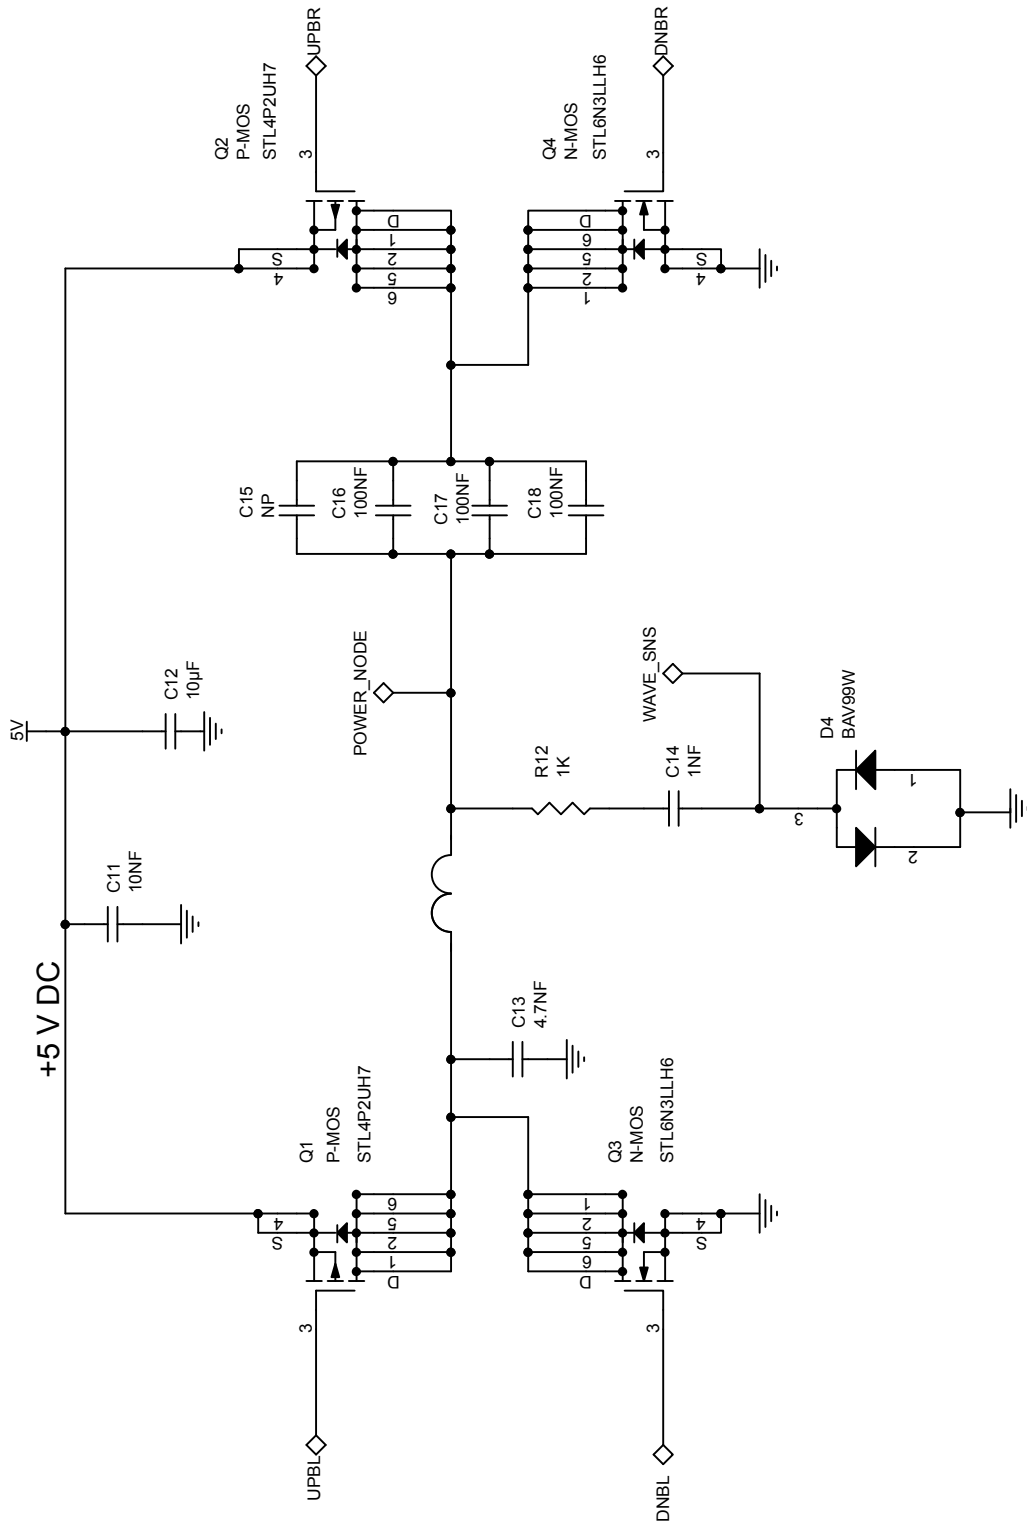 UPBR
Q2
P-MOS
STL4P2UH7
3
D
1
2
5
6
S
4
DNBR
Q4
N-MOS
STL6N3LLH6
3
D
6
5
2
1
S
4
C15
NP
C16
100NF
C17
100NF
C18
100NF
5V
C12
10µF
POWER_NODE
WAVE_SNS
R12
1K
C14
1NF
D4
BAV99W
3
1
2
C11
10NF
+5 V DC
C13
4.7NF
Q1
P-MOS
STL4P2UH7
3
4
S
6
5
2
1
D
UPBL
Q3
N-MOS
STL6N3LLH6
3
1
2
5
6
D
4
S
DNBL